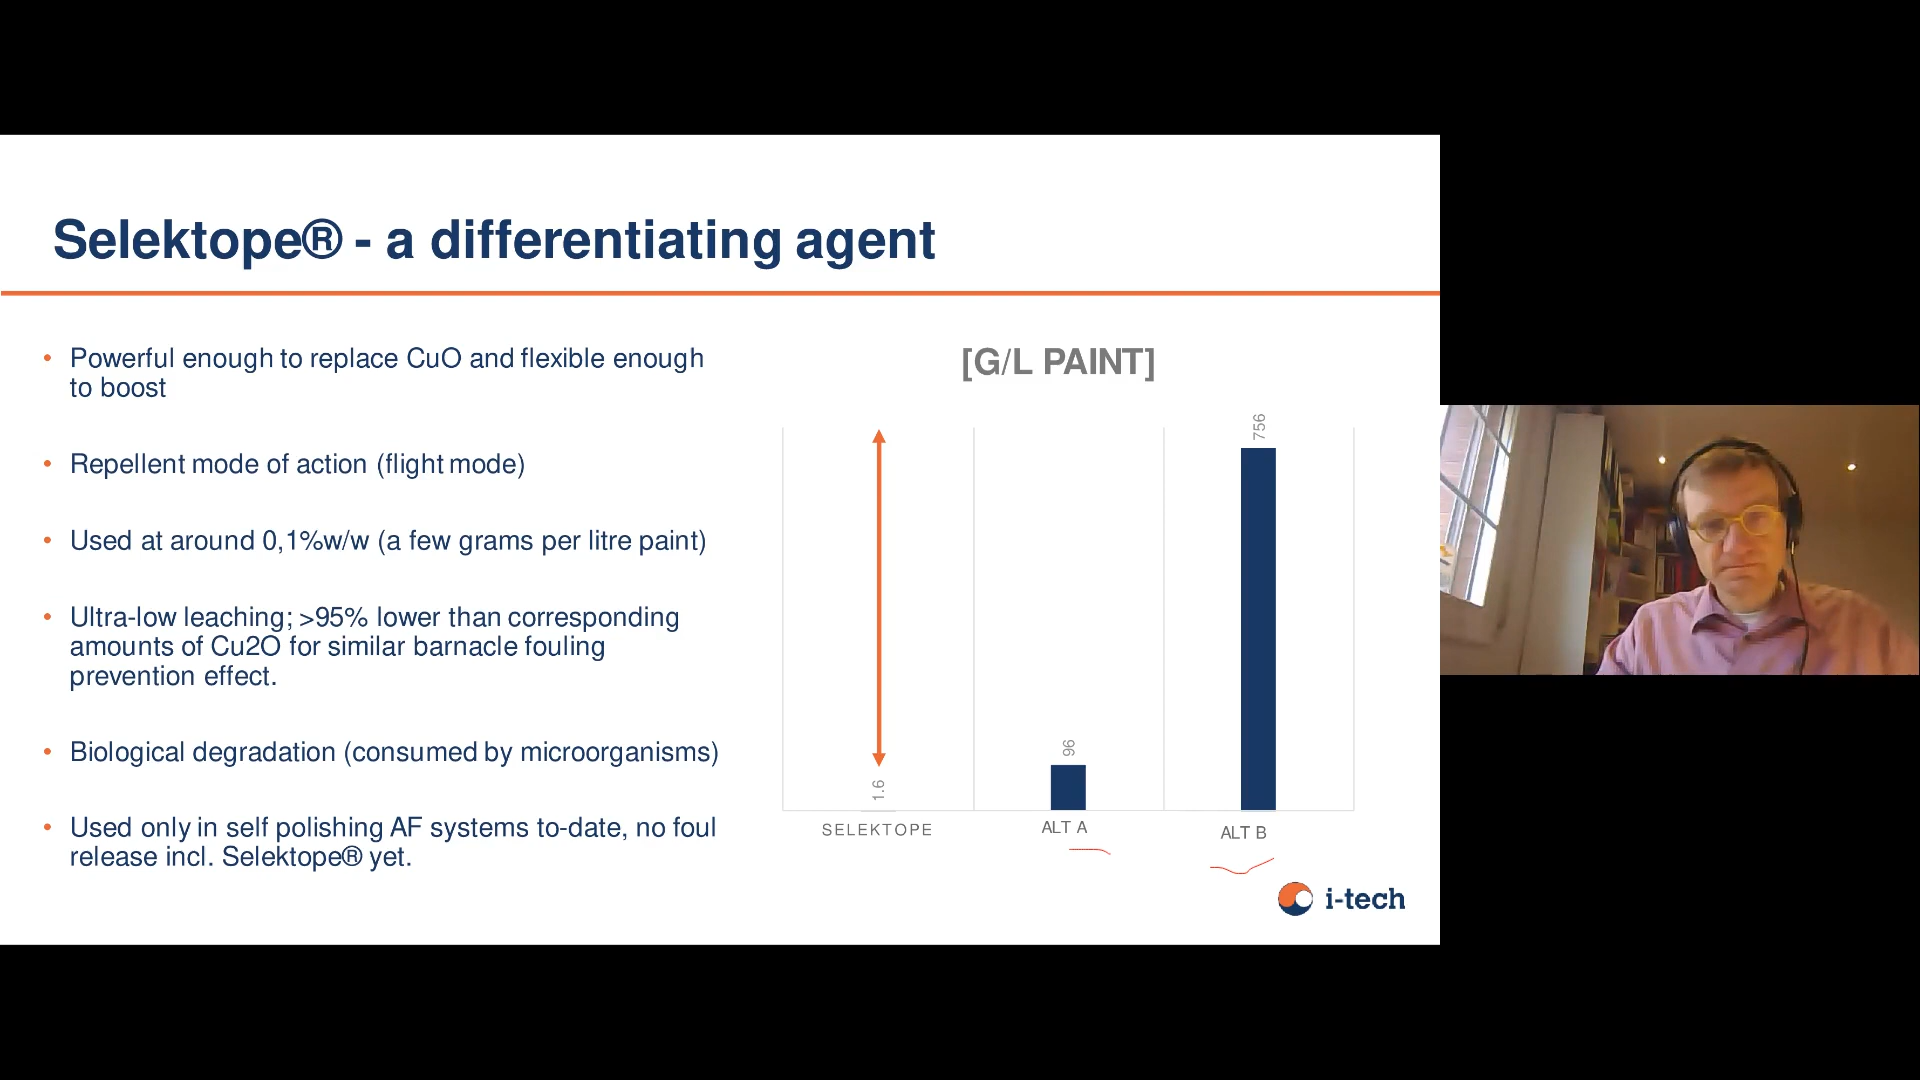 Selektope® - a differentiating agent
• Powerful enough to replace CuO and flexible enough
to boost
• Repellent mode of action (flight mode)
• Used at around 0,1%w/w (a few grams per litre paint)
• Ultra-low leaching; >95% lower than corresponding
amounts of Cu2O for similar barnacle fouling
prevention effect.
• Biological degradation (consumed by microorganisms)
• Used only in self polishing AF systems to-date, no foul
release incl. Selektope® yet.
[G/L PAINT]
1.6
96
756
SELEKTOPE
ALT A
ALT B
i-tech